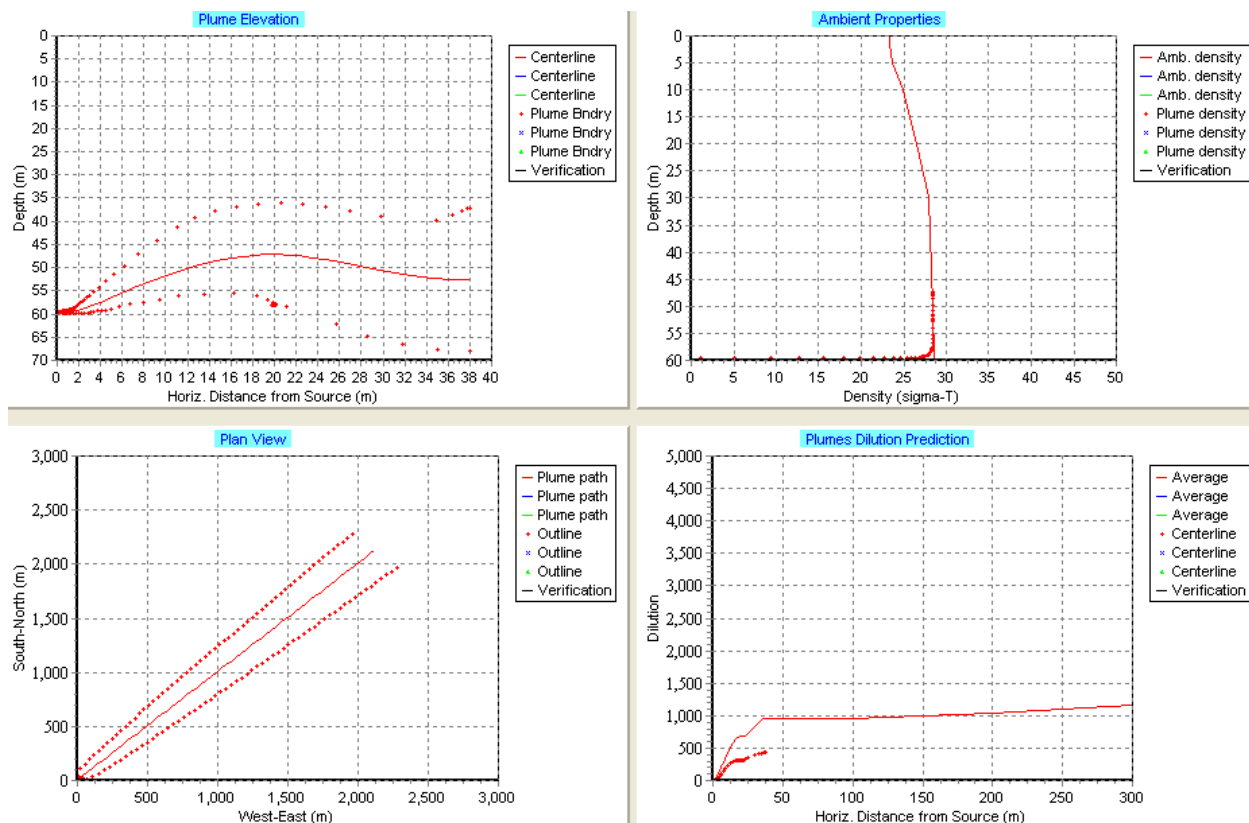 Plume Elevation
0
5
10
15
20
25
30
35
40
45
50
55
60
65
70
Depth (m)
0 2 4 6 8 10 12 14 16 18 20 22 24 26 28 30 32 34 36 38 40
Horiz. Distance from Source (m)
Centerline
Centerline
Centerline
Plume Bndry
Plume Bndry
Plume Bndry
Verification
Ambient Properties
0
5
10
15
20
25
30
35
40
45
50
55
60
Depth (m)
0 5 10 15 20 25 30 35 40 45 50
Density (sigma-T)
Amb. density
Amb. density
Amb. density
Plume density
Plume density
Plume density
Verification
Plan View
3,000
2,500
2,000
1,500
1,000
500
0
South-North (m)
0 500 1,000 1,500 2,000 2,500 3,000
West-East (m)
Plume path
Plume path
Plume path
Outline
Outline
Outline
Verification
Plumes Dilution Prediction
5,000
4,500
4,000
3,500
3,000
2,500
2,000
1,500
1,000
500
0
Dilution
0 50 100 150 200 250 300
Horiz. Distance from Source (m)
Average
Average
Average
Centerline
Centerline
Centerline
Verification